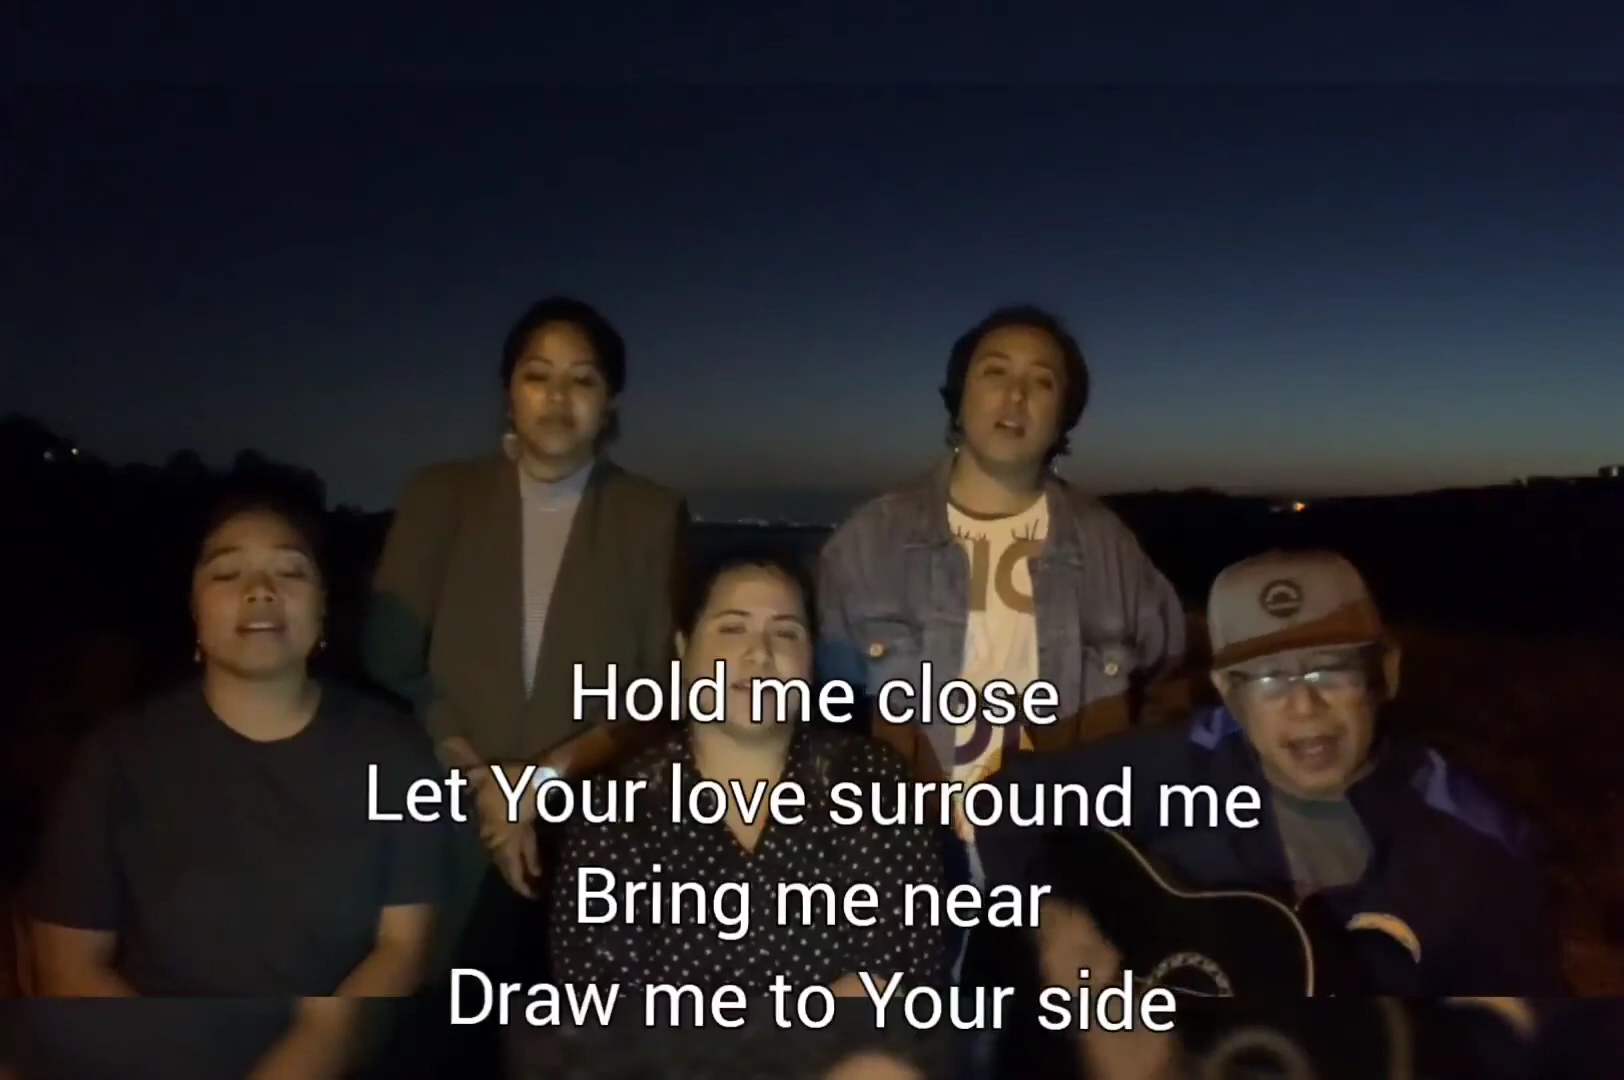 Hold me close
Let Your love surround me
Bring me near
Draw me to Your side